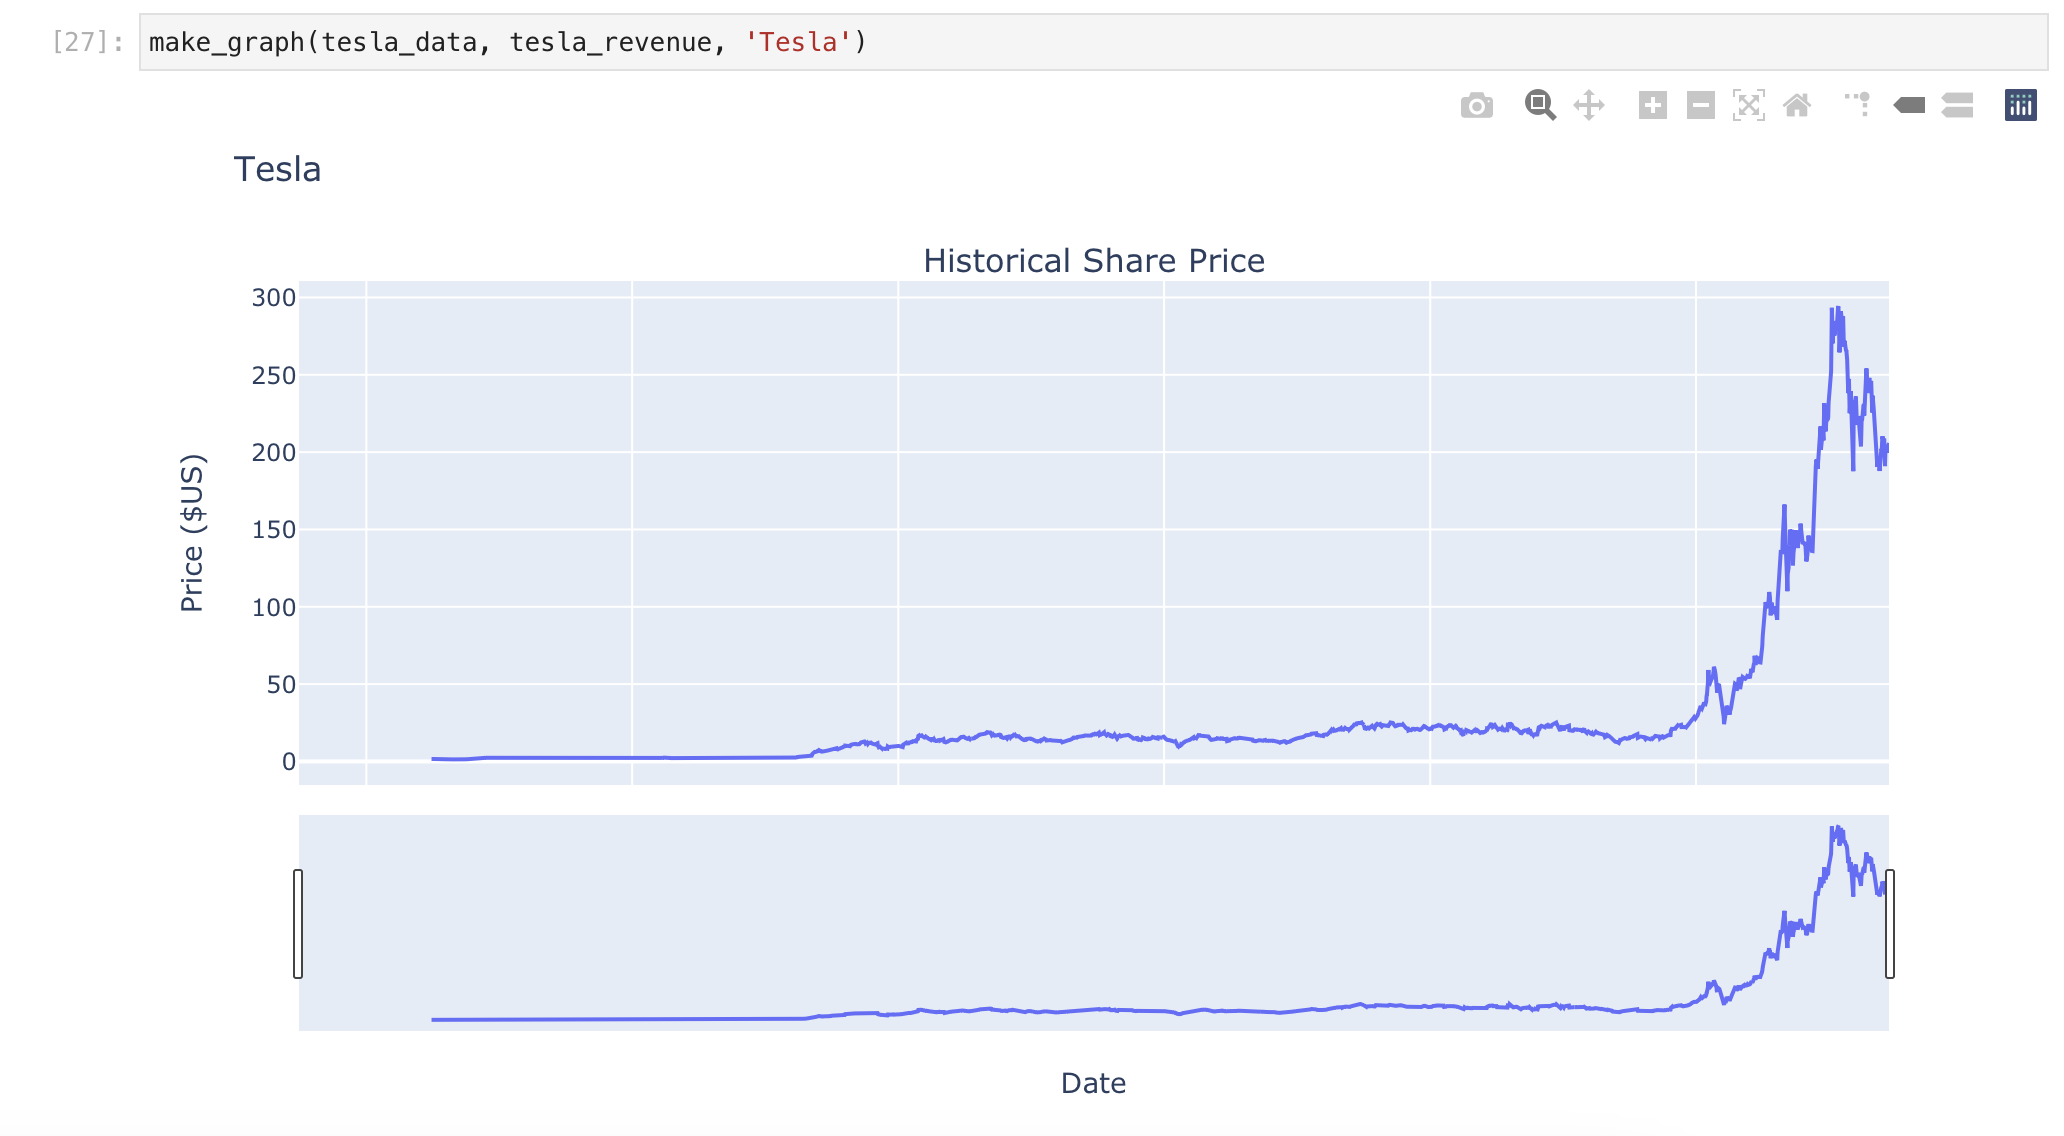 [27]: make_graph(tesla_data, tesla_revenue, 'Tesla')
Tesla
Historical Share Price
300
250
200
150
100
50
0
Price ($US)
Date